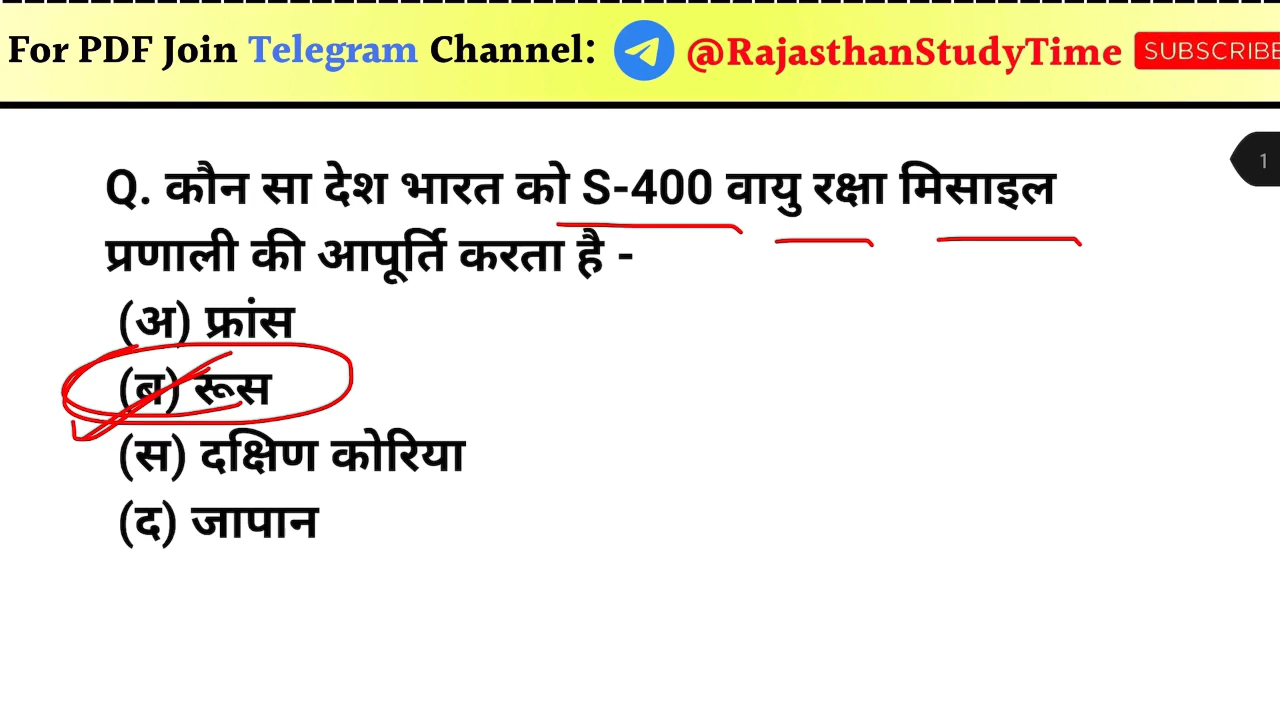 For PDF Join Telegram Channel: @RajasthanStudyTime SUBSCRIBE
1
Q. कौन सा देश भारत को S-400 वायु रक्षा मिसाइल
प्रणाली की आपूर्ति करता है -
(अ) फ्रांस
(ब) रूस
(स) दक्षिण कोरिया
(द) जापान